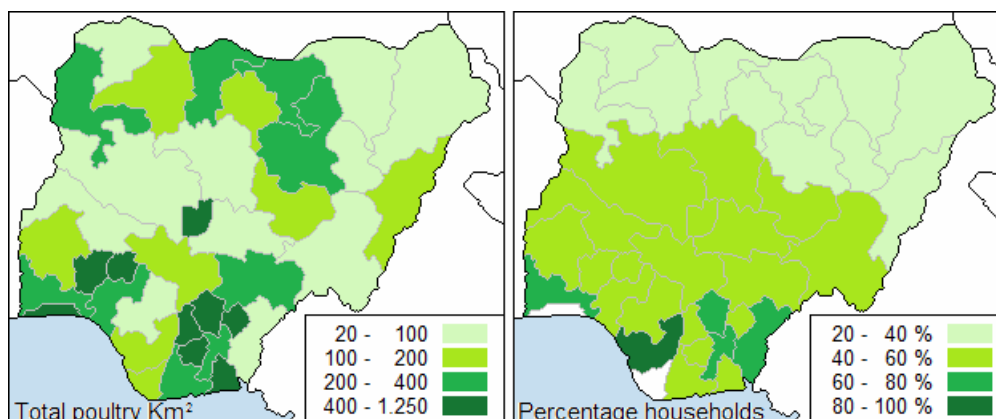 20 - 100
100 - 200
200 - 400
400 - 1.250
Total poultry Km²
20 - 40 %
40 - 60 %
60 - 80 %
80 - 100 %
Percentage households